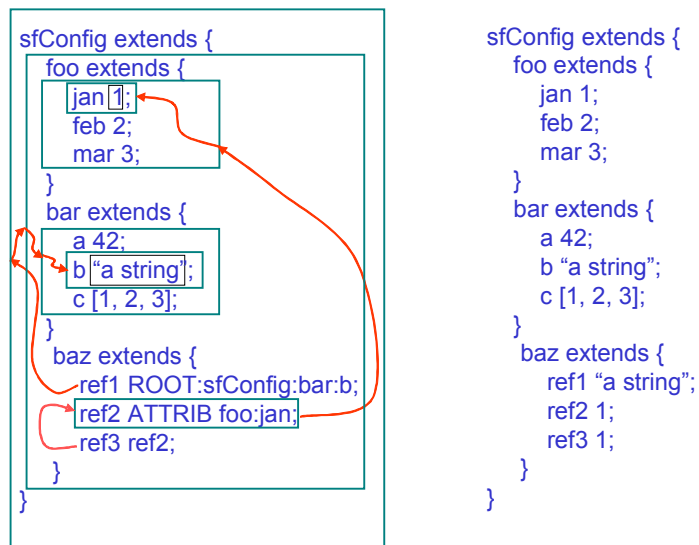 sfConfig extends {
foo extends {
jan 1;
feb 2;
mar 3;
}
bar extends {
a 42;
b “a string”;
c [1, 2, 3];
}
baz extends {
ref1 ROOT:sfConfig:bar:b;
ref2 ATTRIB foo:jan;
ref3 ref2;
}
}
sfConfig extends {
foo extends {
jan 1;
feb 2;
mar 3;
}
bar extends {
a 42;
b “a string”;
c [1, 2, 3];
}
baz extends {
ref1 “a string”;
ref2 1;
ref3 1;
}
}